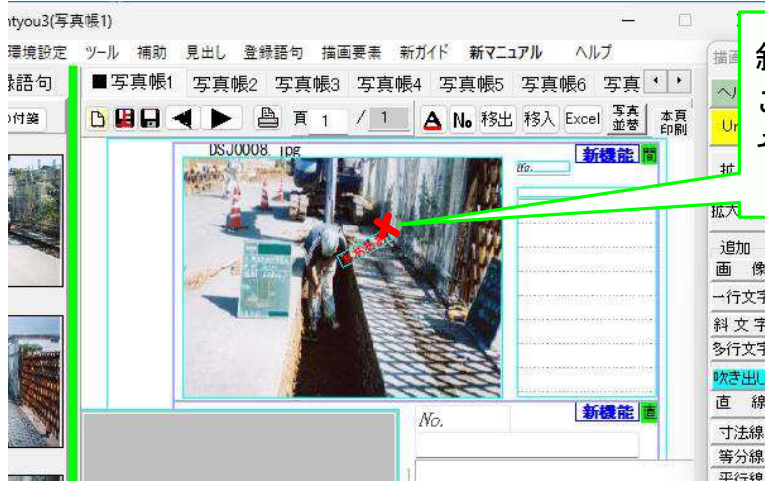 ntyou3(写真帳1)
環境設定 ツール 補助 見出し 登録語句 描画要素 新ガイド 新マニュアル ヘルプ
語句
■写真帳1 写真帳2 写真帳3 写真帳4 写真帳5 写真帳6 写真
の付箋
頁 1 / 1 A No 移出 移入 Excel 写真並替 本頁印刷
DSJ0008.jpg
No.
新機能 間
No.
新機能 直
描画
ヘル
Un
拡
拡大
追加
画 像
一行文字
斜文字
多行文字
吹き出し
直 線
寸法線
等分線
平行線